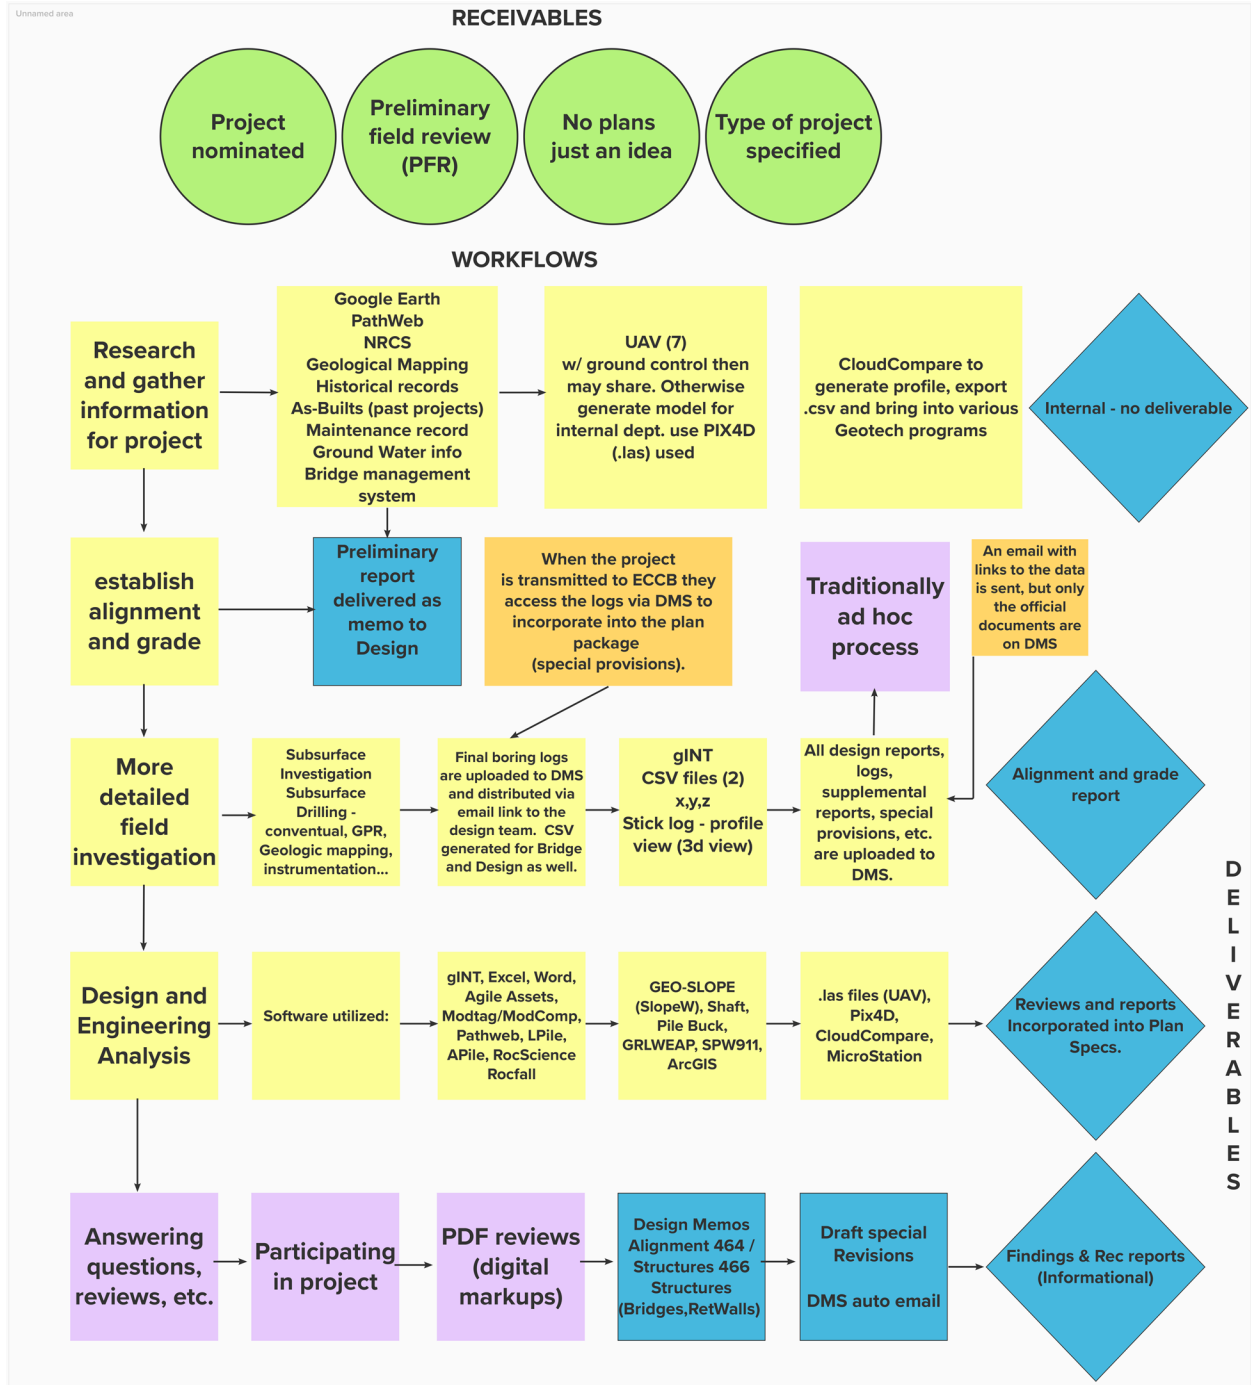 Unnamed area
RECEIVABLES
Project
nominated
Preliminary
field review
(PFR)
No plans
just an idea
Type of project
specified
WORKFLOWS
Research
and gather
information
for project
Google Earth
PathWeb
NRCS
Geological Mapping
Historical records
As-Builts (past projects)
Maintenance record
Ground Water info
Bridge management
system
UAV (7)
w/ ground control then
may share. Otherwise
generate model for
internal dept. use PIX4D
(.las) used
CloudCompare to
generate profile, export
.csv and bring into various
Geotech programs
Internal - no deliverable
establish
alignment
and grade
Preliminary
report
delivered as
memo to
Design
When the project
is transmitted to ECCB they
access the logs via DMS to
incorporate into the plan
package
(special provisions).
Traditionally
ad hoc
process
An email with
links to the data
is sent, but only
the official
documents are
on DMS
More
detailed
field
investigation
Subsurface
Investigation
Subsurface
Drilling -
conventual, GPR,
Geologic mapping,
instrumentation...
Final boring logs
are uploaded to DMS
and distributed via
email link to the
design team. CSV
generated for Bridge
and Design as well.
gINT
CSV files (2)
x,y,z
Stick log - profile
view (3d view)
All design reports,
logs,
supplemental
reports, special
provisions, etc.
are uploaded to
DMS.
Alignment and grade
report
Design and
Engineering
Analysis
Software utilized:
gINT, Excel, Word,
Agile Assets,
Modtag/ModComp,
Pathweb, LPile,
APile, RocScience
Rocfall
GEO-SLOPE
(SlopeW), Shaft,
Pile Buck,
GRLWEAP, SPW911,
ArcGIS
.las files (UAV),
Pix4D,
CloudCompare,
MicroStation
Reviews and reports
Incorporated into Plan
Specs.
Answering
questions,
reviews, etc.
Participating
in project
PDF reviews
(digital
markups)
Design Memos
Alignment 464 /
Structures 466
Structures
(Bridges,RetWalls)
Draft special
Revisions
DMS auto email
Findings & Rec reports
(Informational)
D
E
L
I
V
E
R
A
B
L
E
S